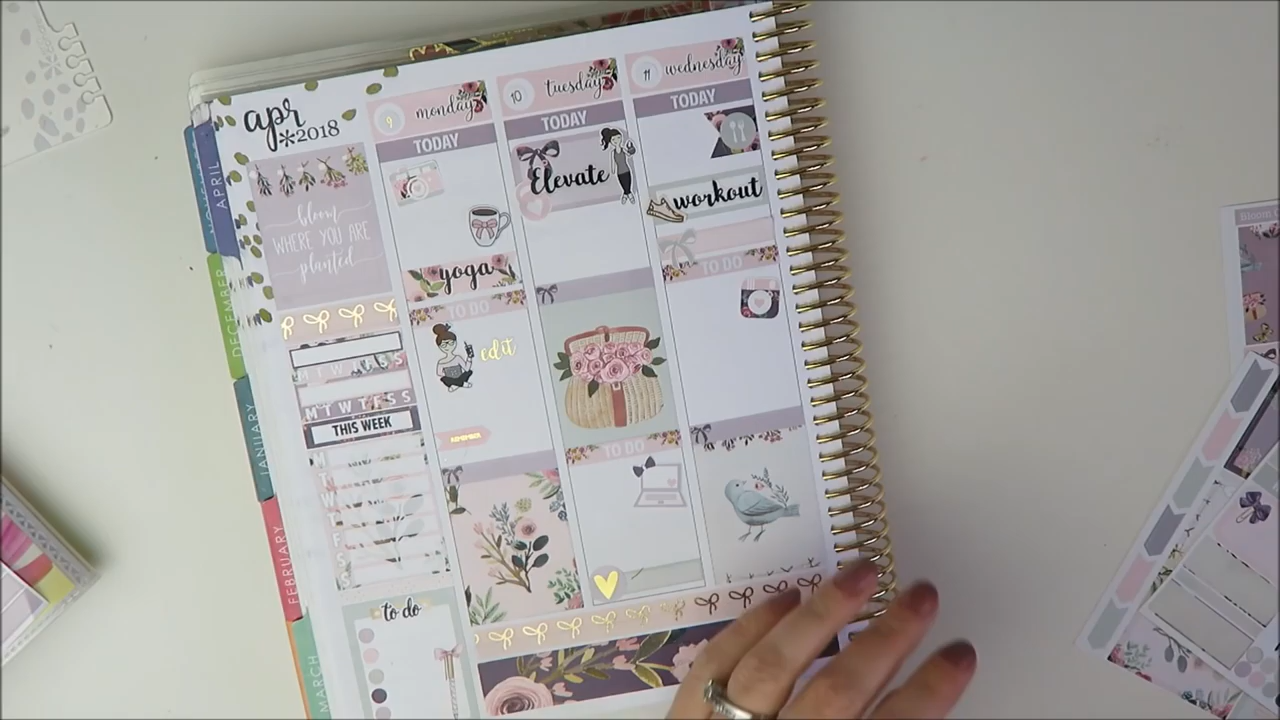 apr
*2018
9 monday
10 tuesday
11 wednesday
TODAY
TODAY
TODAY
bloom
WHERE YOU ARE
planted
Elevate
workout
yoga
TO DO
TO DO
edit
M T W T F S S
THIS WEEK
TO DO
to do
APRIL
DECEMBER
JANUARY
FEBRUARY
MARCH